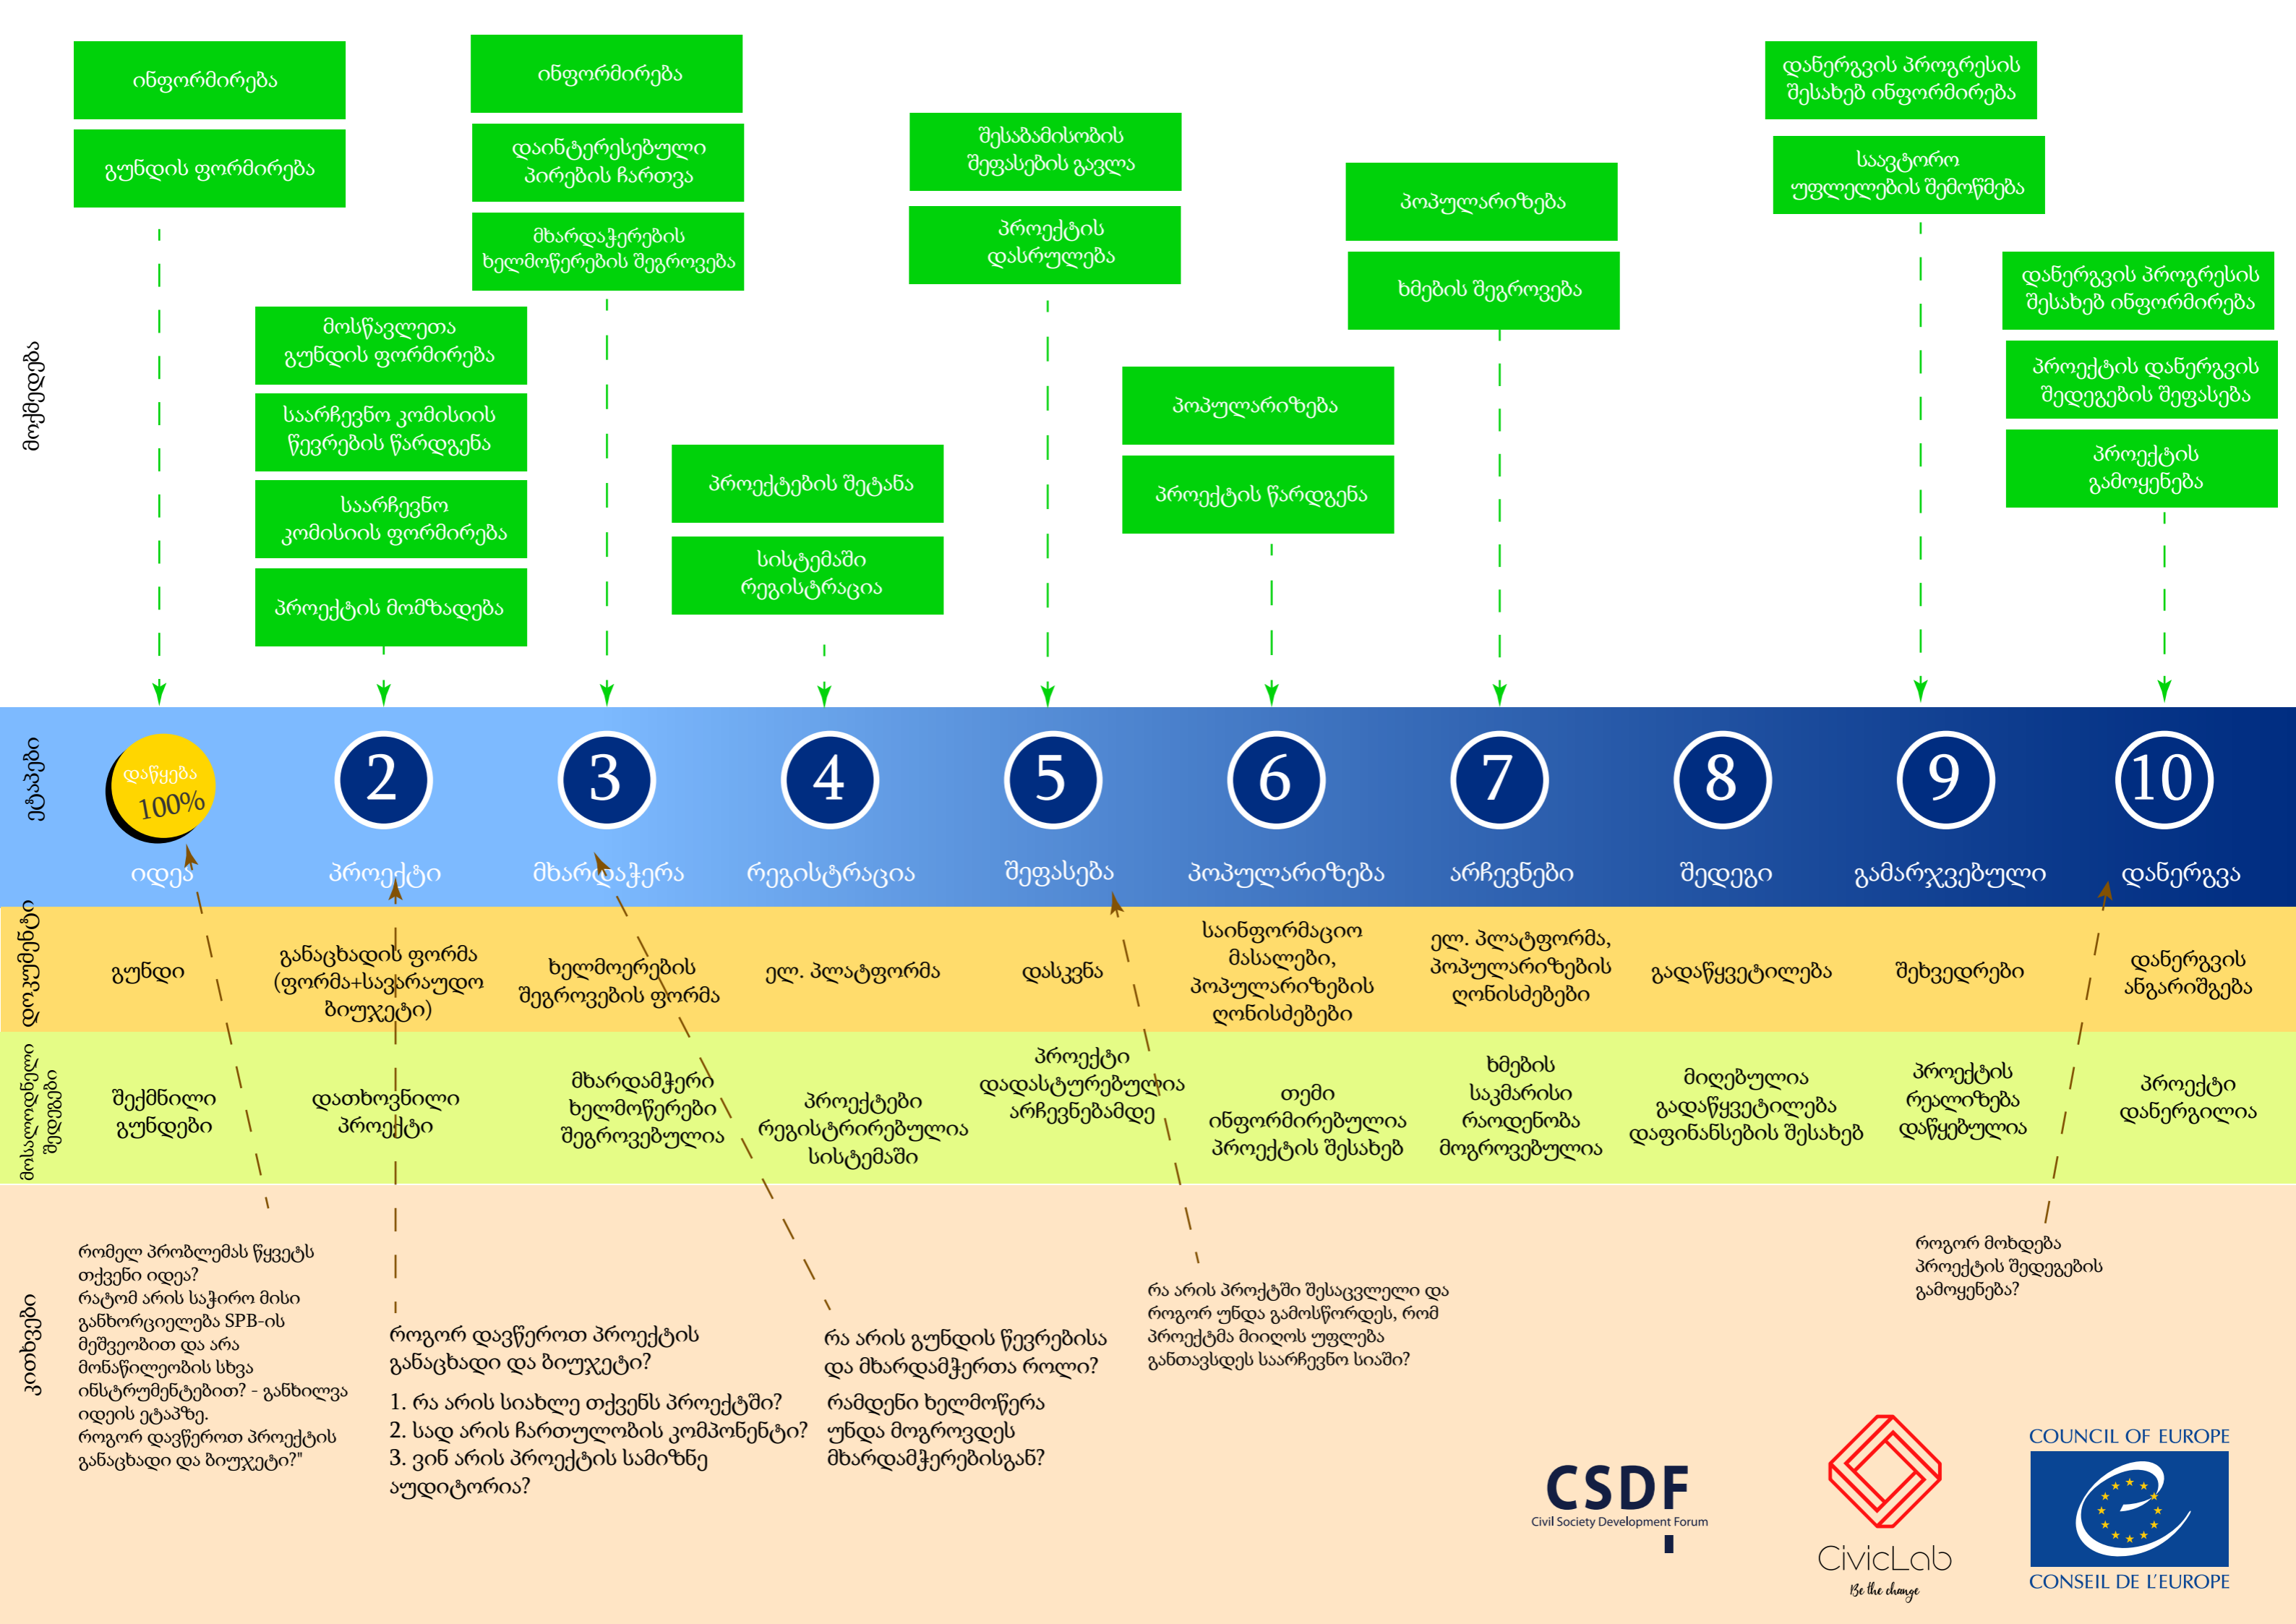 ინფორმირება
გუნდის ფორმირება
მოსწავლეთა
გუნდის ფორმირება
საარჩევნო კომისიის
წევრების წარდგენა
საარჩევნო
კომისიის ფორმირება
პროექტის მომზადება
ინფორმირება
დაინტერესებული
პირების ჩართვა
მხარდაჭერების
ხელმოწერების შეგროვება
პროექტების შეტანა
სისტემაში
რეგისტრაცია
შესაბამისობის
შეფასების გავლა
პროექტის
დასრულება
პოპულარიზება
პროექტის წარდგენა
პოპულარიზება
ხმების შეგროვება
დანერგვის პროგრესის
შესახებ ინფორმირება
საავტორო
უფლელების შემოწმება
დანერგვის პროგრესის
შესახებ ინფორმირება
პროექტის დანერგვის
შედეგების შეფასება
პროექტის
გამოყენება
მოქმედება
ეტაპები
დაწყება
100%
2
3
4
5
6
7
8
9
10
იდეა
პროექტი
მხარდაჭერა
რეგისტრაცია
შეფასება
პოპულარიზება
არჩევნები
შედეგი
გამარჯვებული
დანერგვა
დოკუმენტი
გუნდი
განაცხადის ფორმა
(ფორმა+სავარაუდო
ბიუჯეტი)
ხელმოერების
შეგროვების ფორმა
ელ. პლატფორმა
დასკვნა
საინფორმაციო
მასალები,
პოპულარიზების
ღონისძებები
ელ. პლატფორმა,
პოპულარიზების
ღონისძებები
გადაწყვეტილება
შეხვედრები
დანერგვის
ანგარიშგება
მოსალოდნელი
შედეგები
შექმნილი
გუნდები
დათხოვნილი
პროექტი
მხარდამჭერი
ხელმოწერები
შეგროვებულია
პროექტები
რეგისტრირებულია
სისტემაში
პროექტი
დადასტურებულია
არჩევნებამდე
თემი
ინფორმირებულია
პროექტის შესახებ
ხმების
საკმარისი
რაოდენობა
მოგროვებულია
მიღებულია
გადაწყვეტილება
დაფინანსების შესახებ
პროექტის
რეალიზება
დაწყებულია
პროექტი
დანერგილია
კითხვები
რომელ პრობლემას წყვეტს
თქვენი იდეა?
რატომ არის საჭირო მისი
განხორციელება SPB-ის
მეშვეობით და არა
მონაწილეობის სხვა
ინსტრუმენტებით? - განხილვა
იდეის ეტაპზე.
როგორ დავწეროთ პროექტის
განაცხადი და ბიუჯეტი?"
როგორ დავწეროთ პროექტის
განაცხადი და ბიუჯეტი?
1. რა არის სიახლე თქვენს პროექტში?
2. სად არის ჩართულობის კომპონენტი?
3. ვინ არის პროექტის სამიზნე
აუდიტორია?
რა არის გუნდის წევრებისა
და მხარდამჭერთა როლი?
რამდენი ხელმოწერა
უნდა მოგროვდეს
მხარდამჭერებისგან?
რა არის პროქტში შესაცვლელი და
როგორ უნდა გამოსწორდეს, რომ
პროექტმა მიიღოს უფლება
განთავსდეს საარჩევნო სიაში?
როგორ მოხდება
პროექტის შედეგების
გამოყენება?
CSDF
Civil Society Development Forum
CivicLab
Be the change
COUNCIL OF EUROPE
CONSEIL DE L'EUROPE